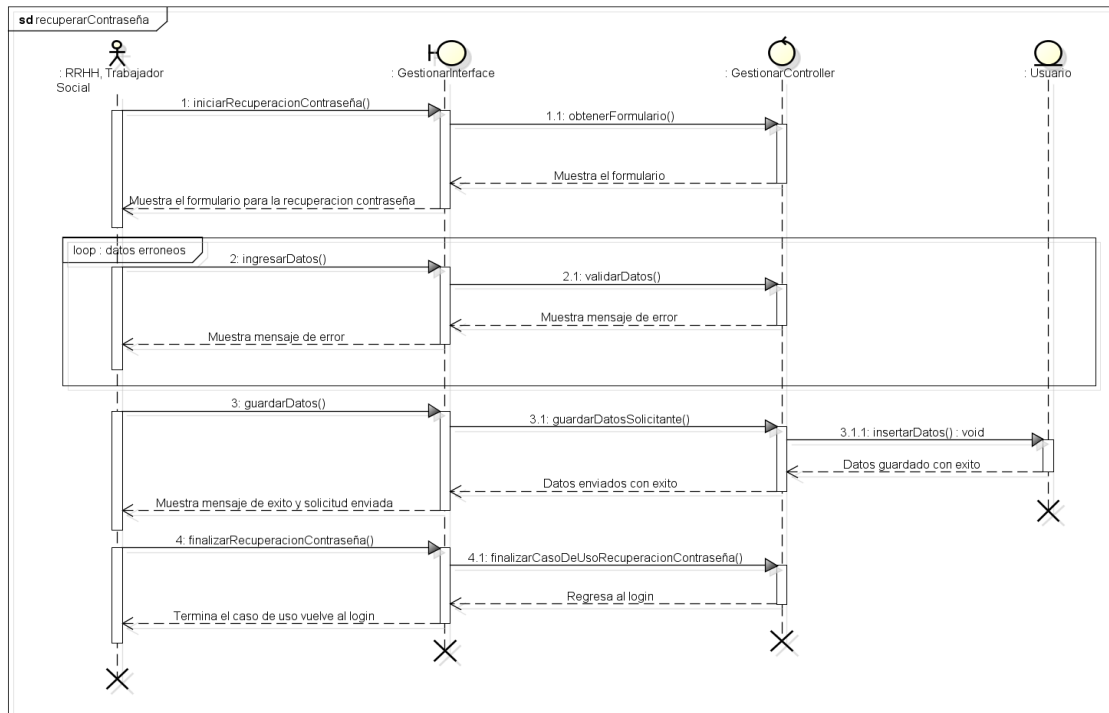 sd recuperarContraseña
: RRHH, Trabajador
Social
: GestionarInterface
: GestionarController
: Usuario
1: iniciarRecuperacionContraseña()
1.1: obtenerFormulario()
Muestra el formulario
Muestra el formulario para la recuperacion contraseña
loop : datos erroneos
2: ingresarDatos()
2.1: validarDatos()
Muestra mensaje de error
Muestra mensaje de error
3: guardarDatos()
3.1: guardarDatosSolicitante()
3.1.1: insertarDatos() : void
Datos guardado con exito
Datos enviados con exito
Muestra mensaje de exito y solicitud enviada
4: finalizarRecuperacionContraseña()
4.1: finalizarCasoDeUsoRecuperacionContraseña()
Regresa al login
Termina el caso de uso vuelve al login